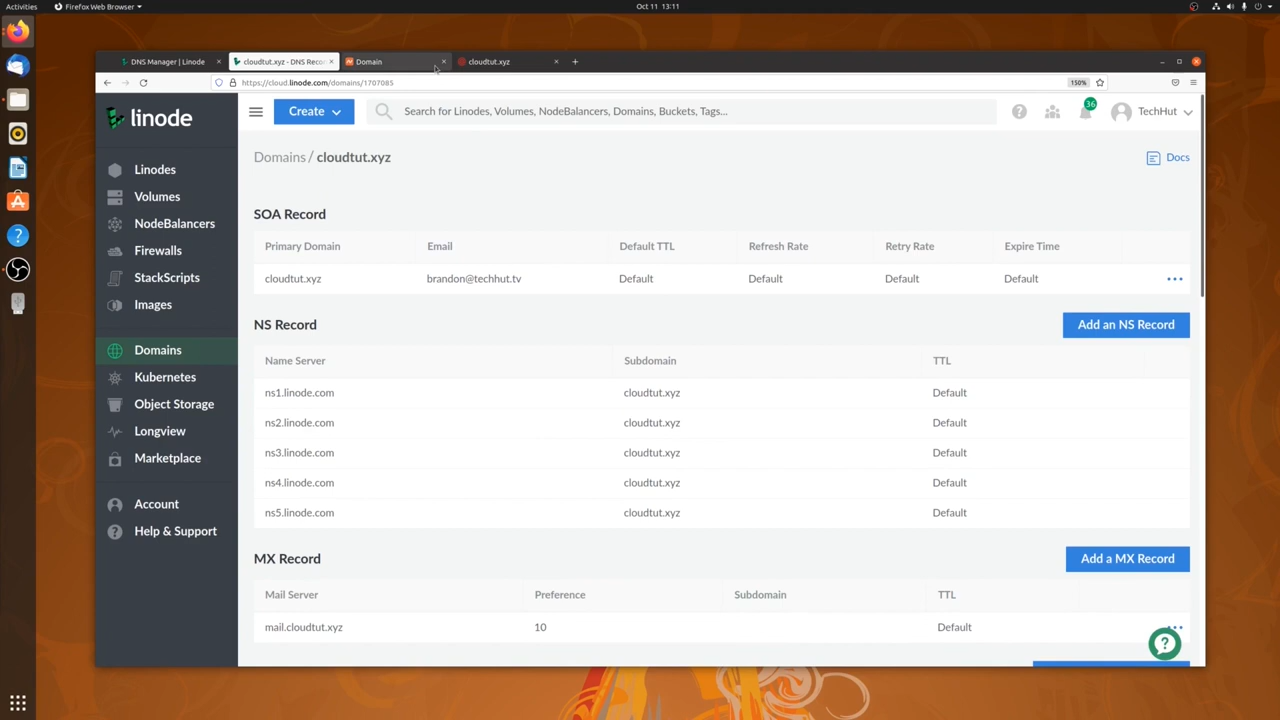 Activities Firefox Web Browser Oct 11 13:11
DNS Manager | Linode cloudtut.xyz - DNS Reco Domain cloudtut.xyz
https://cloud.linode.com/domains/1707085 150%
linode Create Search for Linodes, Volumes, NodeBalancers, Domains, Buckets, Tags... 36 TechHut
Domains / cloudtut.xyz Docs
Linodes
Volumes
NodeBalancers
Firewalls
StackScripts
Images
Domains
Kubernetes
Object Storage
Longview
Marketplace
Account
Help & Support
SOA Record
Primary Domain Email Default TTL Refresh Rate Retry Rate Expire Time
cloudtut.xyz brandon@techhut.tv Default Default Default Default
NS Record Add an NS Record
Name Server Subdomain TTL
ns1.linode.com cloudtut.xyz Default
ns2.linode.com cloudtut.xyz Default
ns3.linode.com cloudtut.xyz Default
ns4.linode.com cloudtut.xyz Default
ns5.linode.com cloudtut.xyz Default
MX Record Add a MX Record
Mail Server Preference Subdomain TTL
mail.cloudtut.xyz 10 Default